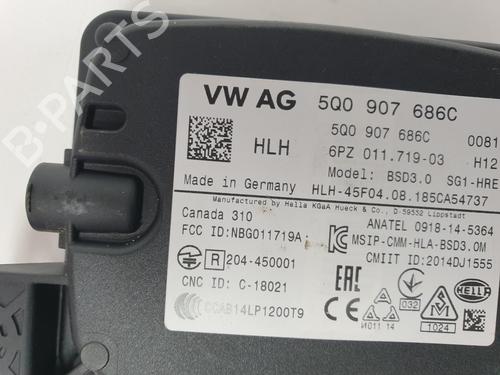 VW AG 5Q0 907 686C
5Q0 907 686C 0081
HLH 6PZ 011.719-03 H12
Model: BSD3.0 SG1-HRE
Made in Germany HLH-45F04.08.185CA54737
Manufactured by Hella KGaA Hueck & Co., D-59552 Lippstadt
Canada 310 ANATEL 0918-14-5364
FCC ID:NBG011719A MSIP-CMM-HLA-BSD3.0M
R 204-450001 CMIIT ID:2014DJ1555
CNC ID: C-18021 EAC 032 HELLA
CCAB14LP1200T9 И011 14 1024
B-PARTS